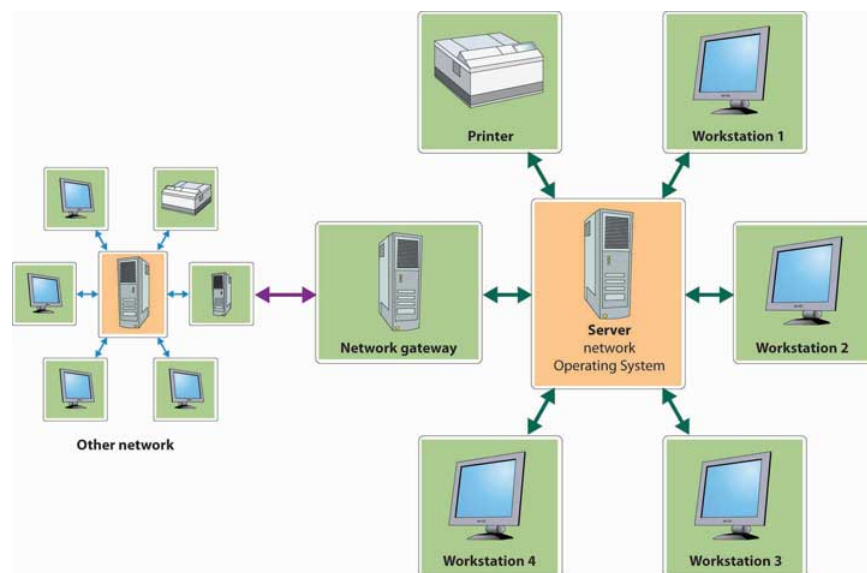 Printer
Workstation 1
Network gateway
Server
network
Operating System
Workstation 2
Other network
Workstation 4
Workstation 3